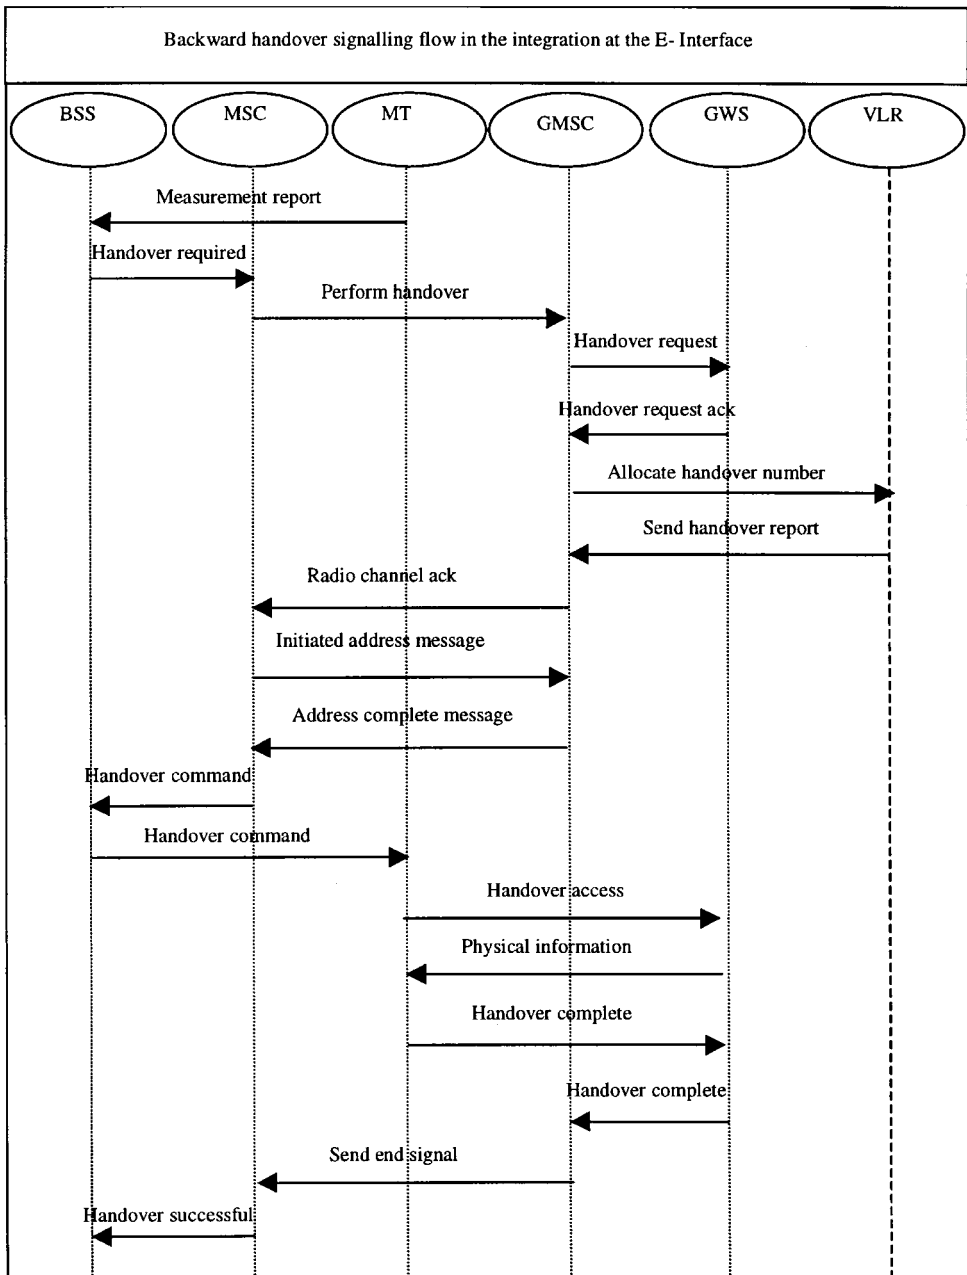 Backward handover signalling flow in the integration at the E- Interface
BSS
MSC
MT
GMSC
GWS
VLR
Measurement report
Handover required
Perform handover
Handover request
Handover request ack
Allocate handover number
Send handover report
Radio channel ack
Initiated address message
Address complete message
Handover command
Handover command
Handover access
Physical information
Handover complete
Handover complete
Send end signal
Handover successful